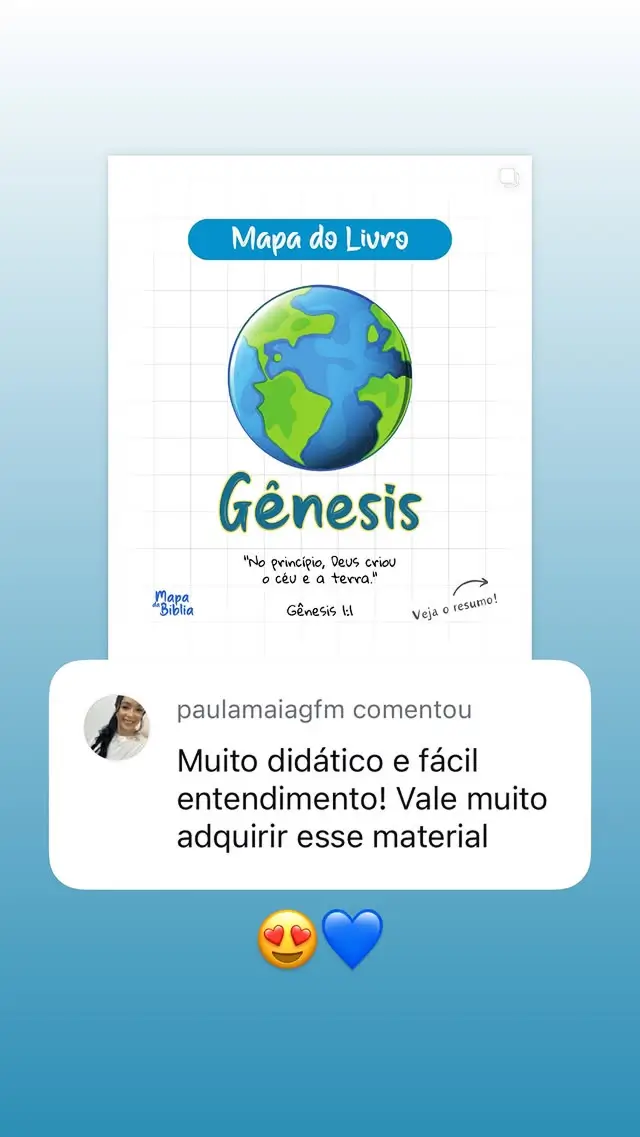 Mapa do Livro
Gênesis
"No princípio, Deus criou
o céu e a terra."
Gênesis 1:1
Mapa
da Bíblia
Veja o resumo!
paulamaiagfm comentou
Muito didático e fácil
entendimento! Vale muito
adquirir esse material